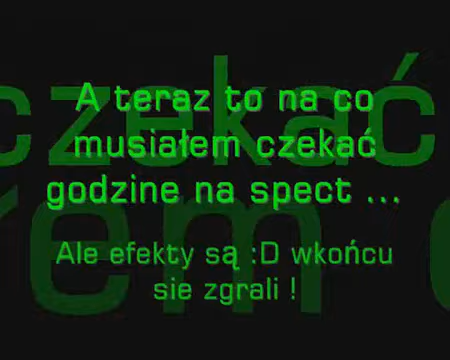 A teraz to na co
musiałem czekać
godzine na spect ...
Ale efekty są :D wkońcu
sie zgrali !